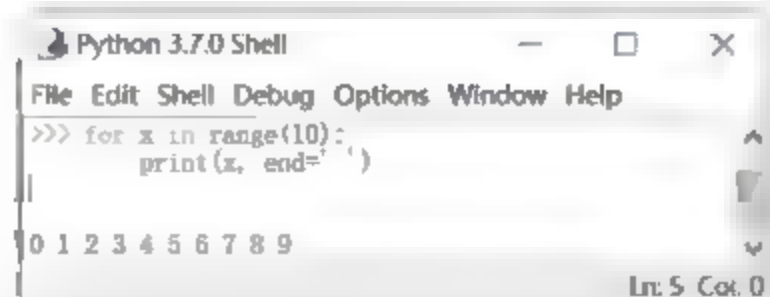 Python 3.7.0 Shell
File Edit Shell Debug Options Window Help
>>> for x in range(10):
        print(x, end=' ')
0 1 2 3 4 5 6 7 8 9
Ln: 5 Col: 0